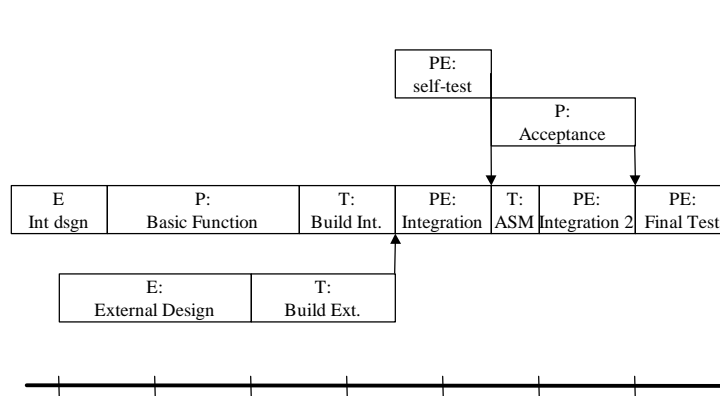 PE:
self-test
P:
Acceptance
E
Int dsgn
P:
Basic Function
T:
Build Int.
PE:
Integration
T:
ASM
PE:
Integration 2
PE:
Final Test
E:
External Design
T:
Build Ext.